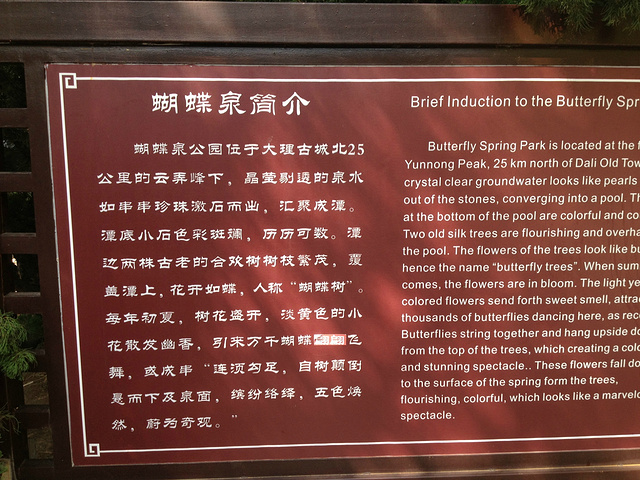 蝴蝶泉简介
蝴蝶泉公园位于大理古城北25
公里的云弄峰下，晶莹剔透的泉水
如串串珍珠激石而出，汇聚成潭。
潭底小石色彩斑斓，历历可数。潭
边两株古老的合欢树树枝繁茂，覆
盖潭上，花开如蝶，人称“蝴蝶树”。
每年初夏，树花盛开，淡黄色的小
花散发幽香，引来万千蝴蝶翩翩飞
舞，或成串“连须勾足，自树颠倒
悬而下及泉面，缤纷络绎，五色焕
然，蔚为奇观。”
Brief Induction to the Butterfly Spr
Butterfly Spring Park is located at the f
Yunnong Peak, 25 km north of Dali Old Tow
crystal clear groundwater looks like pearls
out of the stones, converging into a pool. Th
at the bottom of the pool are colorful and co
Two old silk trees are flourishing and overha
the pool. The flowers of the trees look like bu
hence the name “butterfly trees”. When sum
comes, the flowers are in bloom. The light ye
colored flowers send forth sweet smell, attrac
thousands of butterflies dancing here, as rec
Butterflies string together and hang upside do
from the top of the trees, which creating a colo
and stunning spectacle.. These flowers fall do
to the surface of the spring form the trees,
flourishing, colorful, which looks like a marvelo
spectacle.